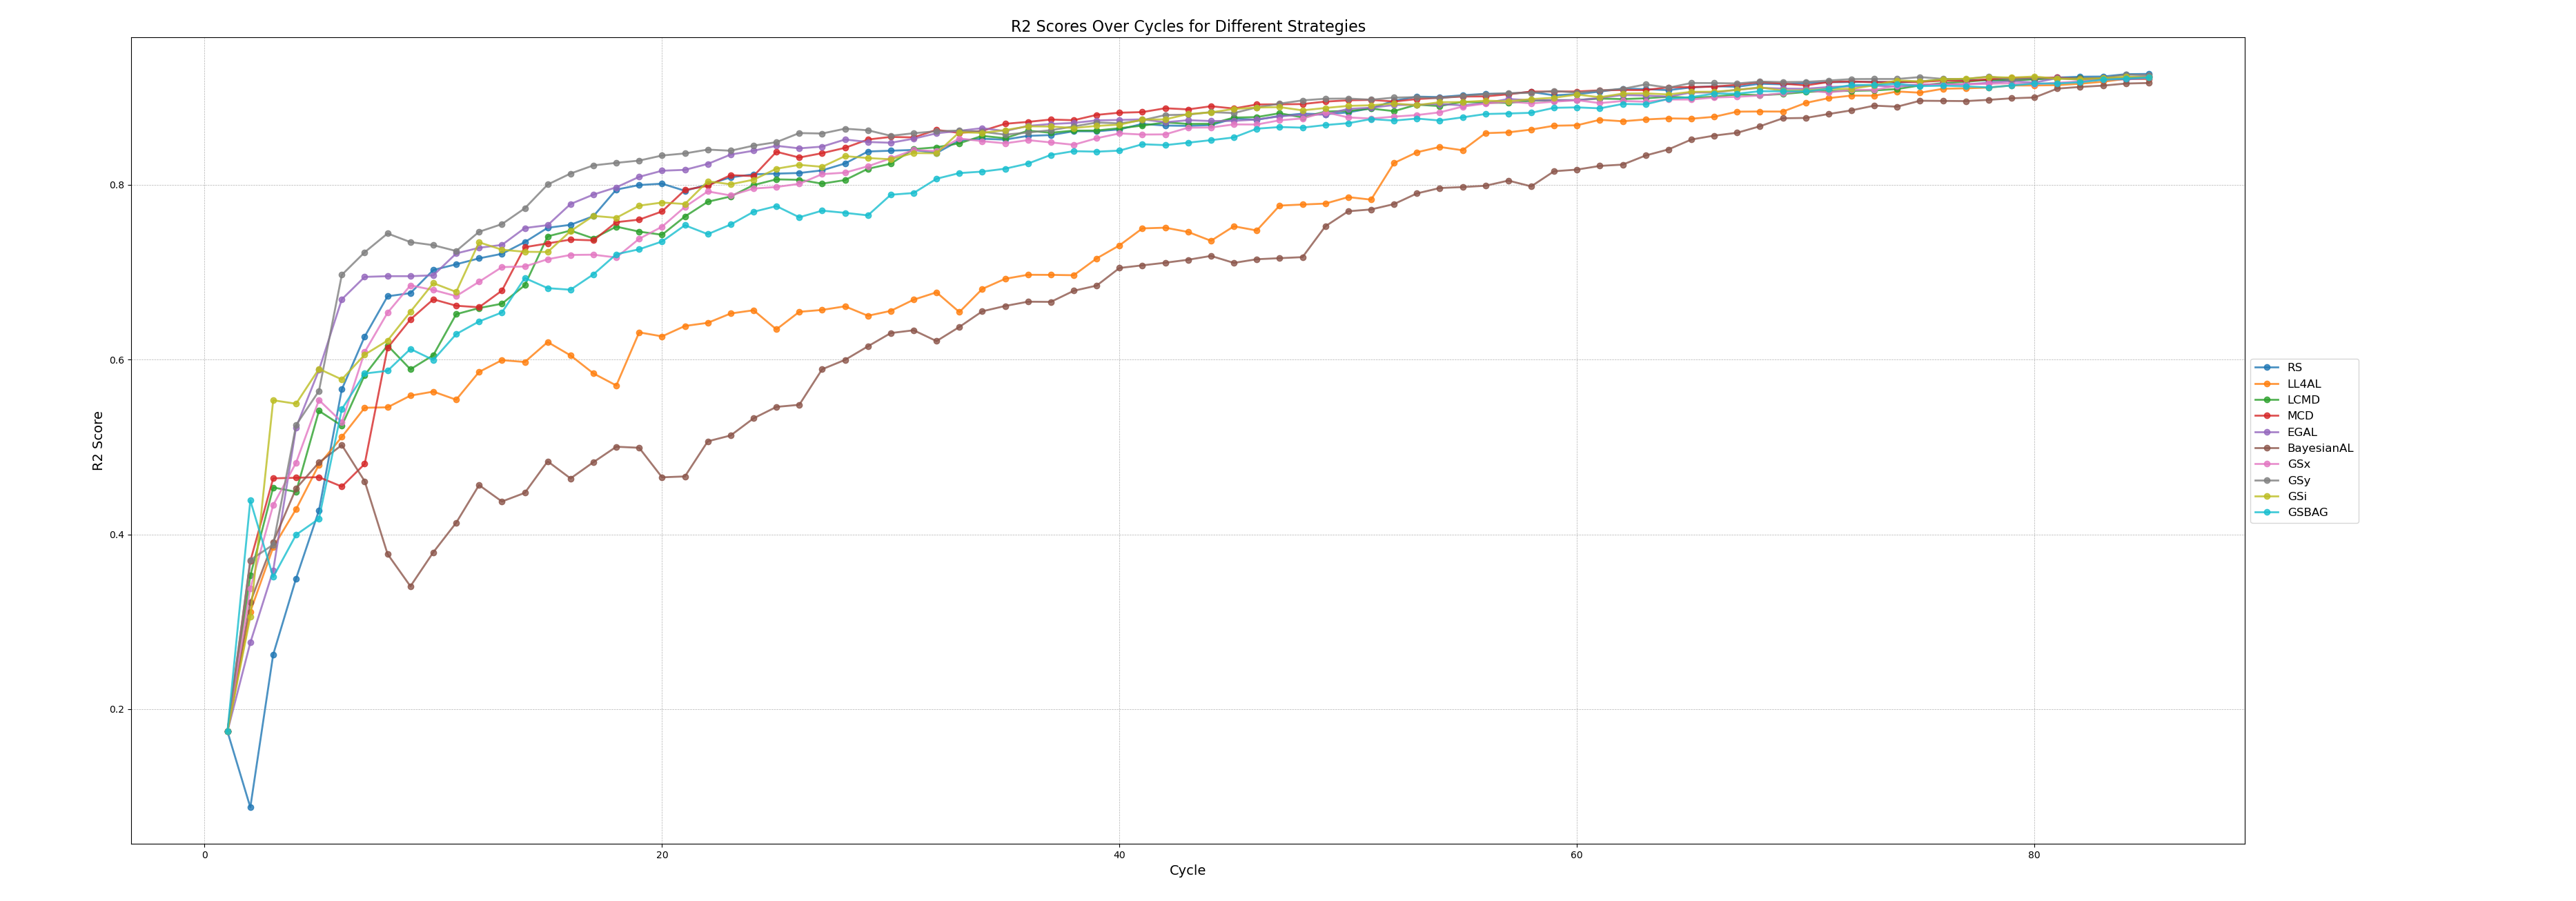 R2 Scores Over Cycles for Different Strategies
R2 Score
0.8
0.6
0.4
0.2
0 20 40 60 80
Cycle
RS
LL4AL
LCMD
MCD
EGAL
BayesianAL
GSx
GSy
GSi
GSBAG